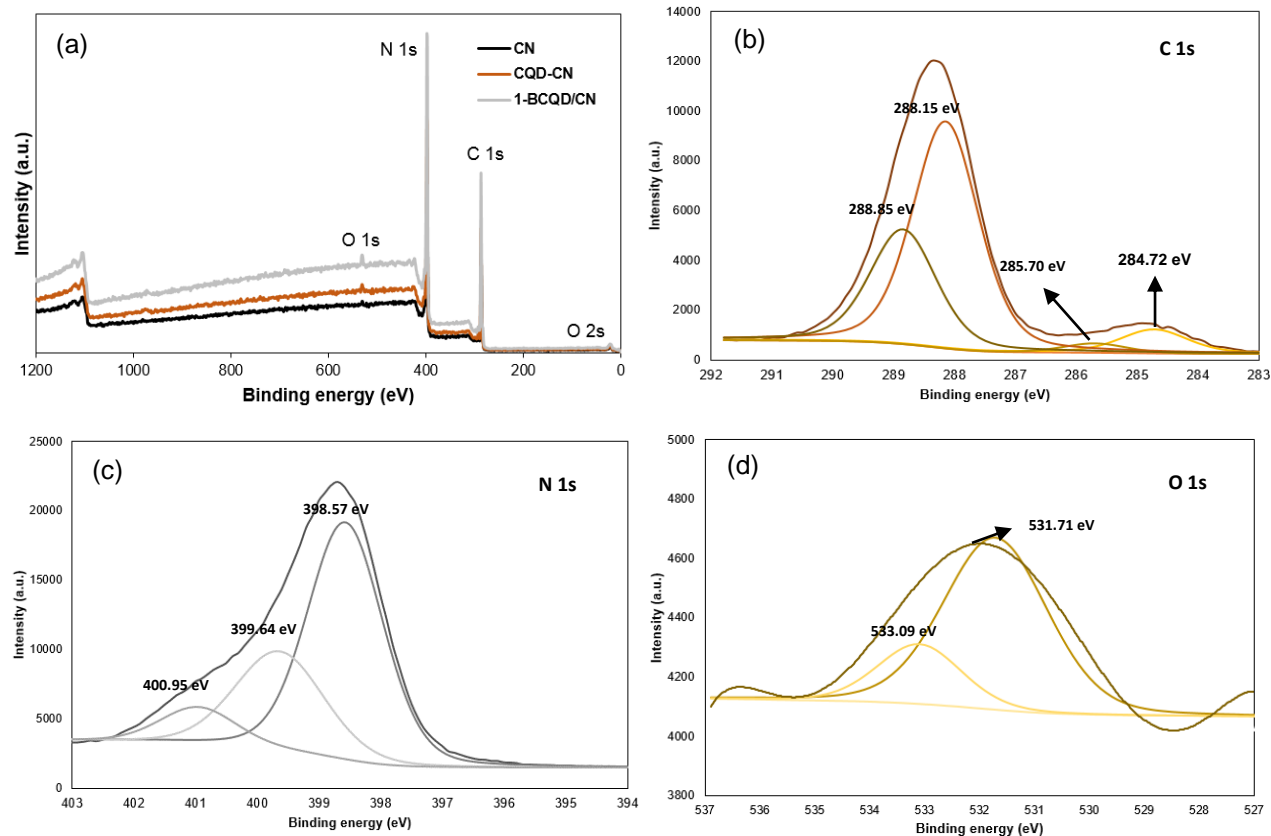 (a)
N 1s
CN
CQD-CN
1-BCQD/CN
C 1s
O 1s
O 2s
Intensity (a.u.)
1200 1000 800 600 400 200 0
Binding energy (eV)
(b)
C 1s
14000
12000
10000
8000
6000
4000
2000
0
288.15 eV
288.85 eV
285.70 eV
284.72 eV
Intensity (a.u.)
292 291 290 289 288 287 286 285 284 283
Binding energy (eV)
(c)
N 1s
25000
20000
15000
10000
5000
0
398.57 eV
399.64 eV
400.95 eV
Intensity (a.u.)
403 402 401 400 399 398 397 396 395 394
Binding energy (eV)
(d)
O 1s
5000
4800
4600
4400
4200
4000
3800
531.71 eV
533.09 eV
Intensity (a.u.)
537 536 535 534 533 532 531 530 529 528 527
Binding energy (eV)